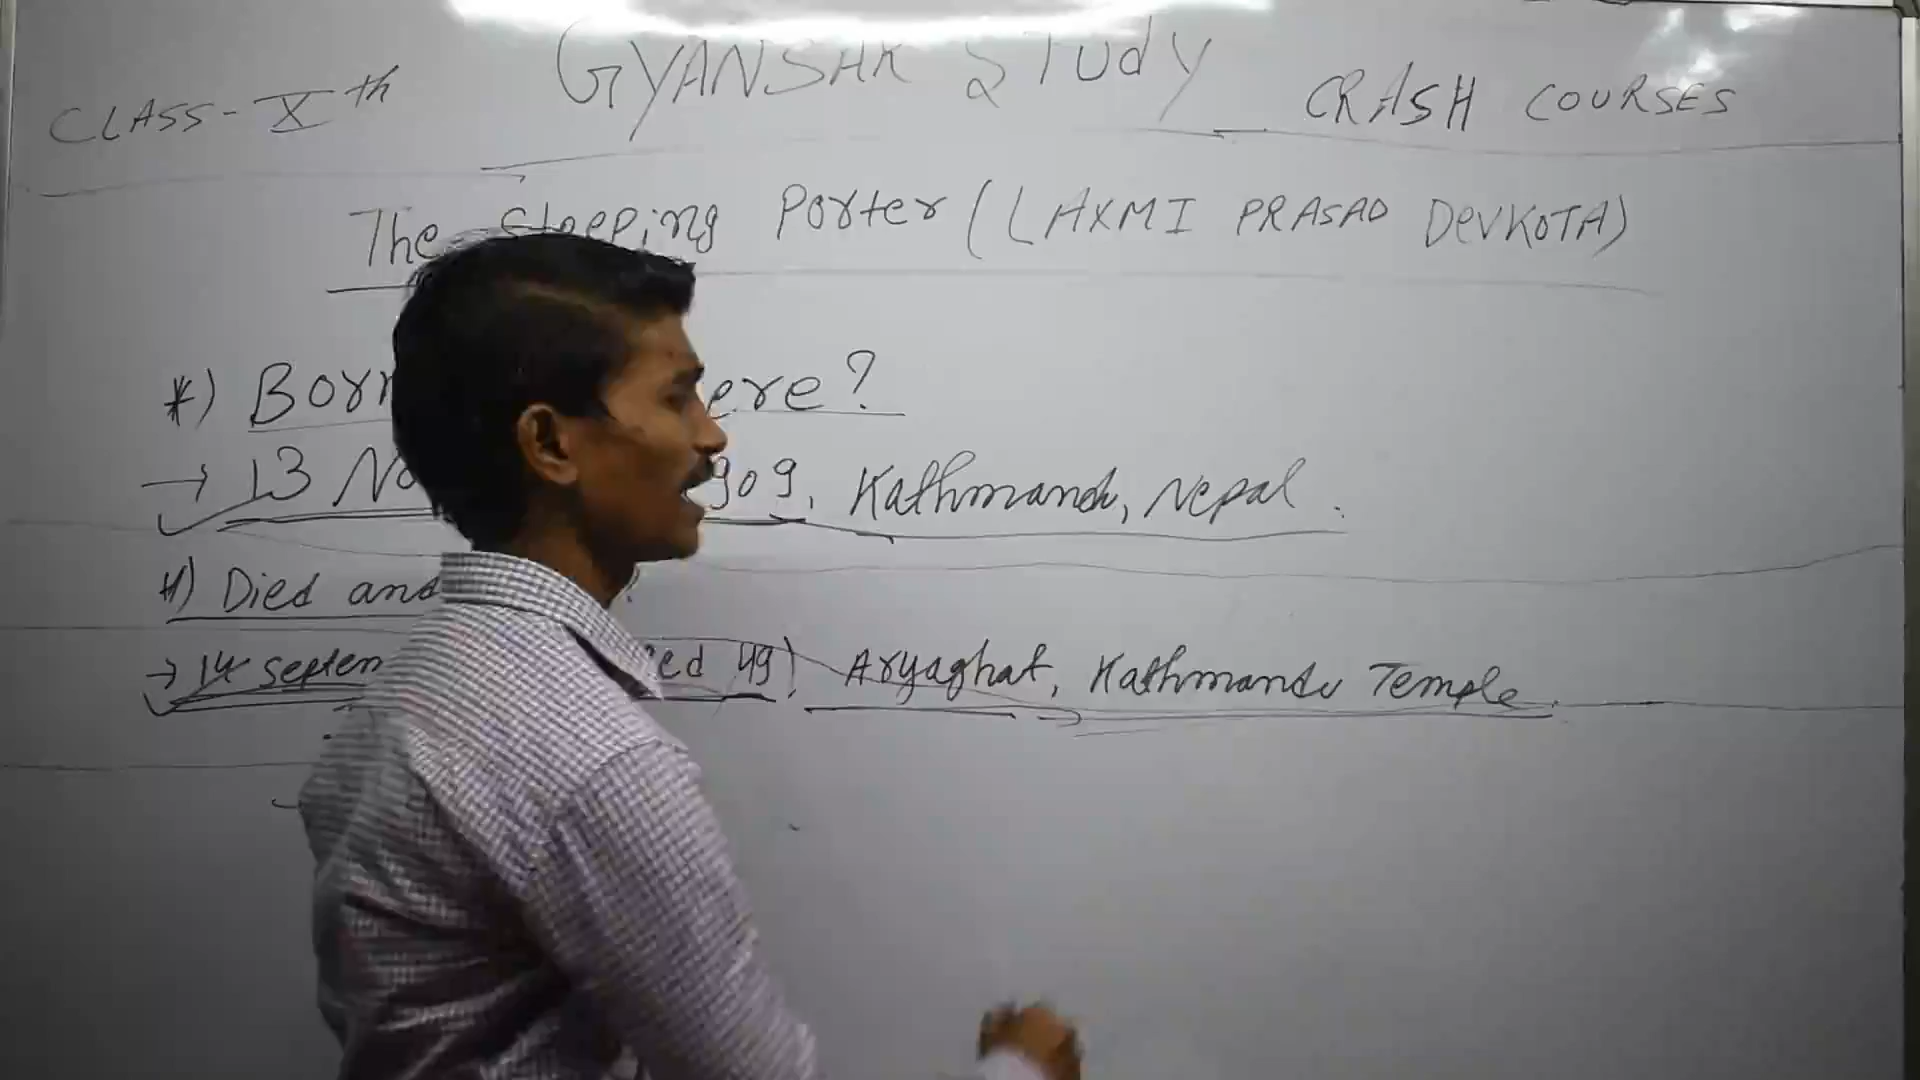 GYANSAR STUDY
CLASS-Xth CRASH COURSES
The Sleeping Porter (LAXMI PRASAD DEVKOTA)
*) Born ere?
→ 13 No 909, Kathmandu, Nepal.
#) Died and
→ 14 septem ed 49) Aryaghat, Kathmandu Temple.